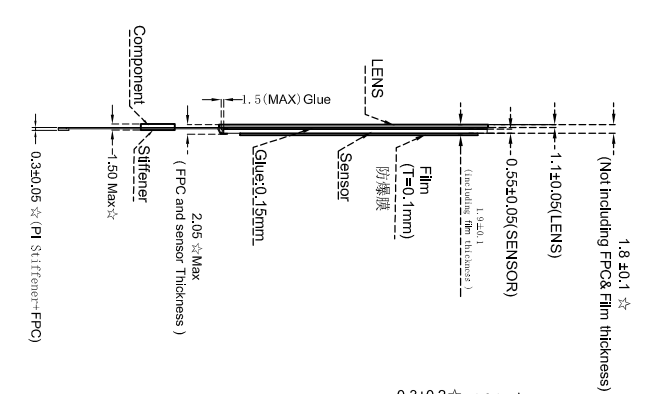 Component
LENS
1.5(MAX)Glue
Stiffener
1.50 Max☆
0.3±0.05 ☆(PI Stiffener+FPC)
2.05 ☆Max
( FPC and sensor Thickness )
Glue:0.15mm
Sensor
Film
(T=0.1mm)
防爆膜
1.9±0.1
(including film thickness )
0.55±0.05(SENSOR)
1.1±0.05(LENS)
1.8 ±0.1 ☆
(Not including FPC& Film thickness)